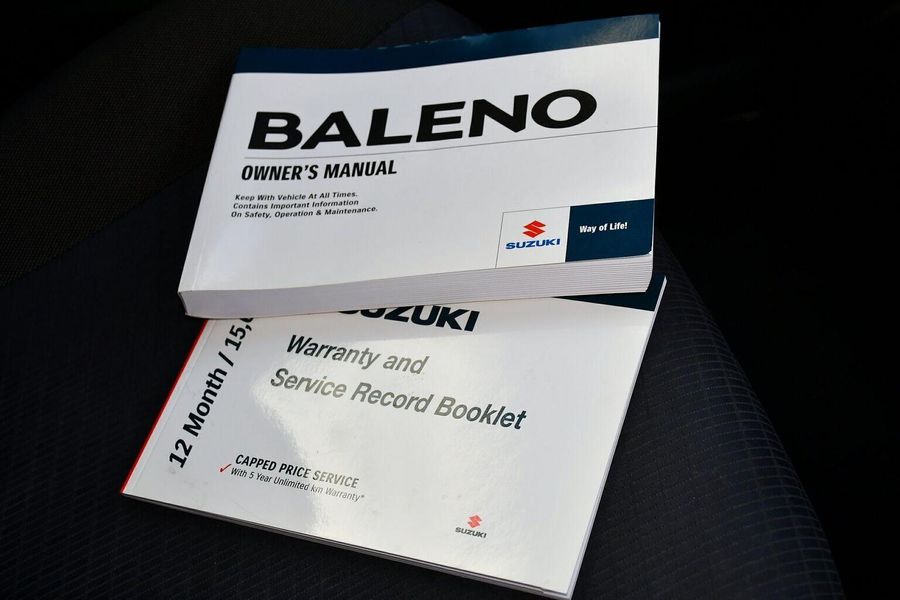 BALENO
OWNER'S MANUAL
Keep With Vehicle At All Times.
Contains Important Information
On Safety, Operation & Maintenance.
SUZUKI
Way of Life!
SUZUKI
Warranty and
Service Record Booklet
12 Month /
CAPPED PRICE SERVICE
With 5 Year Unlimited km Warranty*
SUZUKI